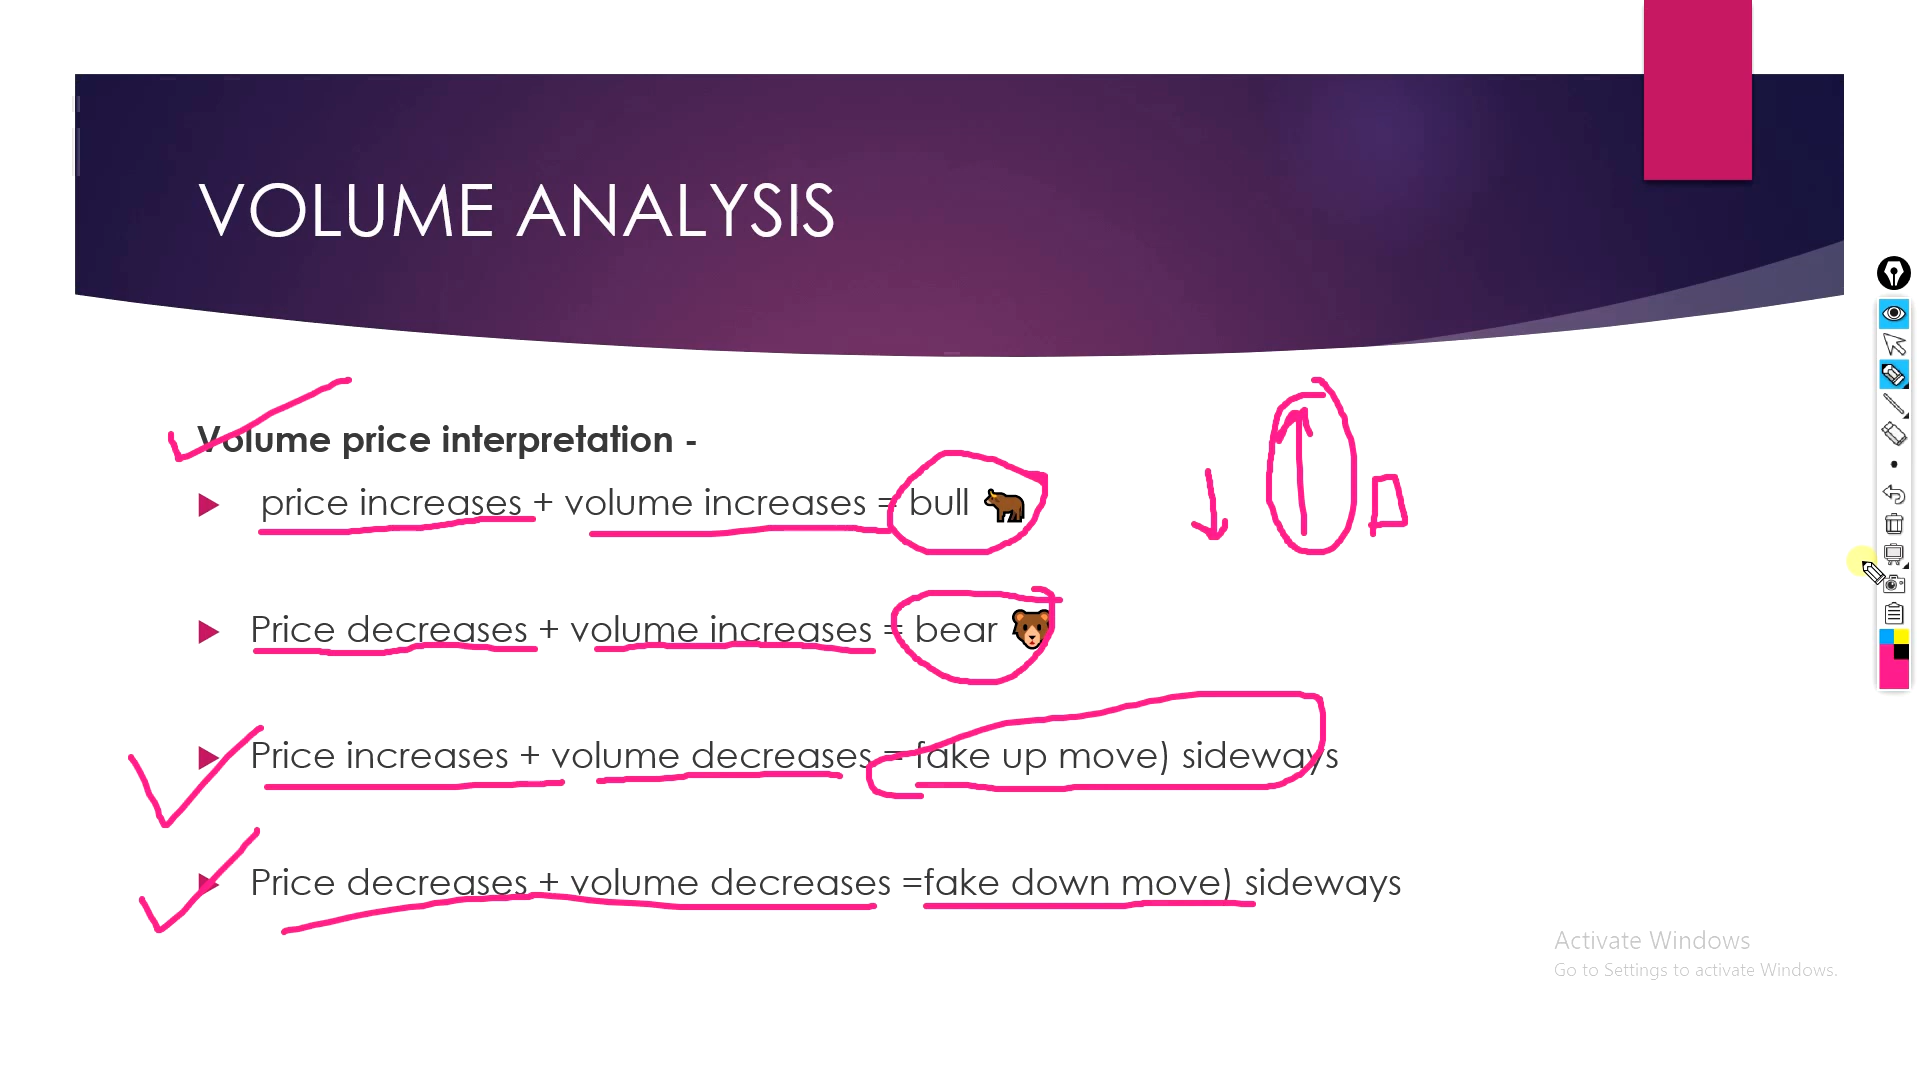 VOLUME ANALYSIS
Volume price interpretation -
price increases + volume increases = bull
Price decreases + volume increases = bear
Price increases + volume decreases = fake up move) sideways
Price decreases + volume decreases =fake down move) sideways
Activate Windows
Go to Settings to activate Windows.